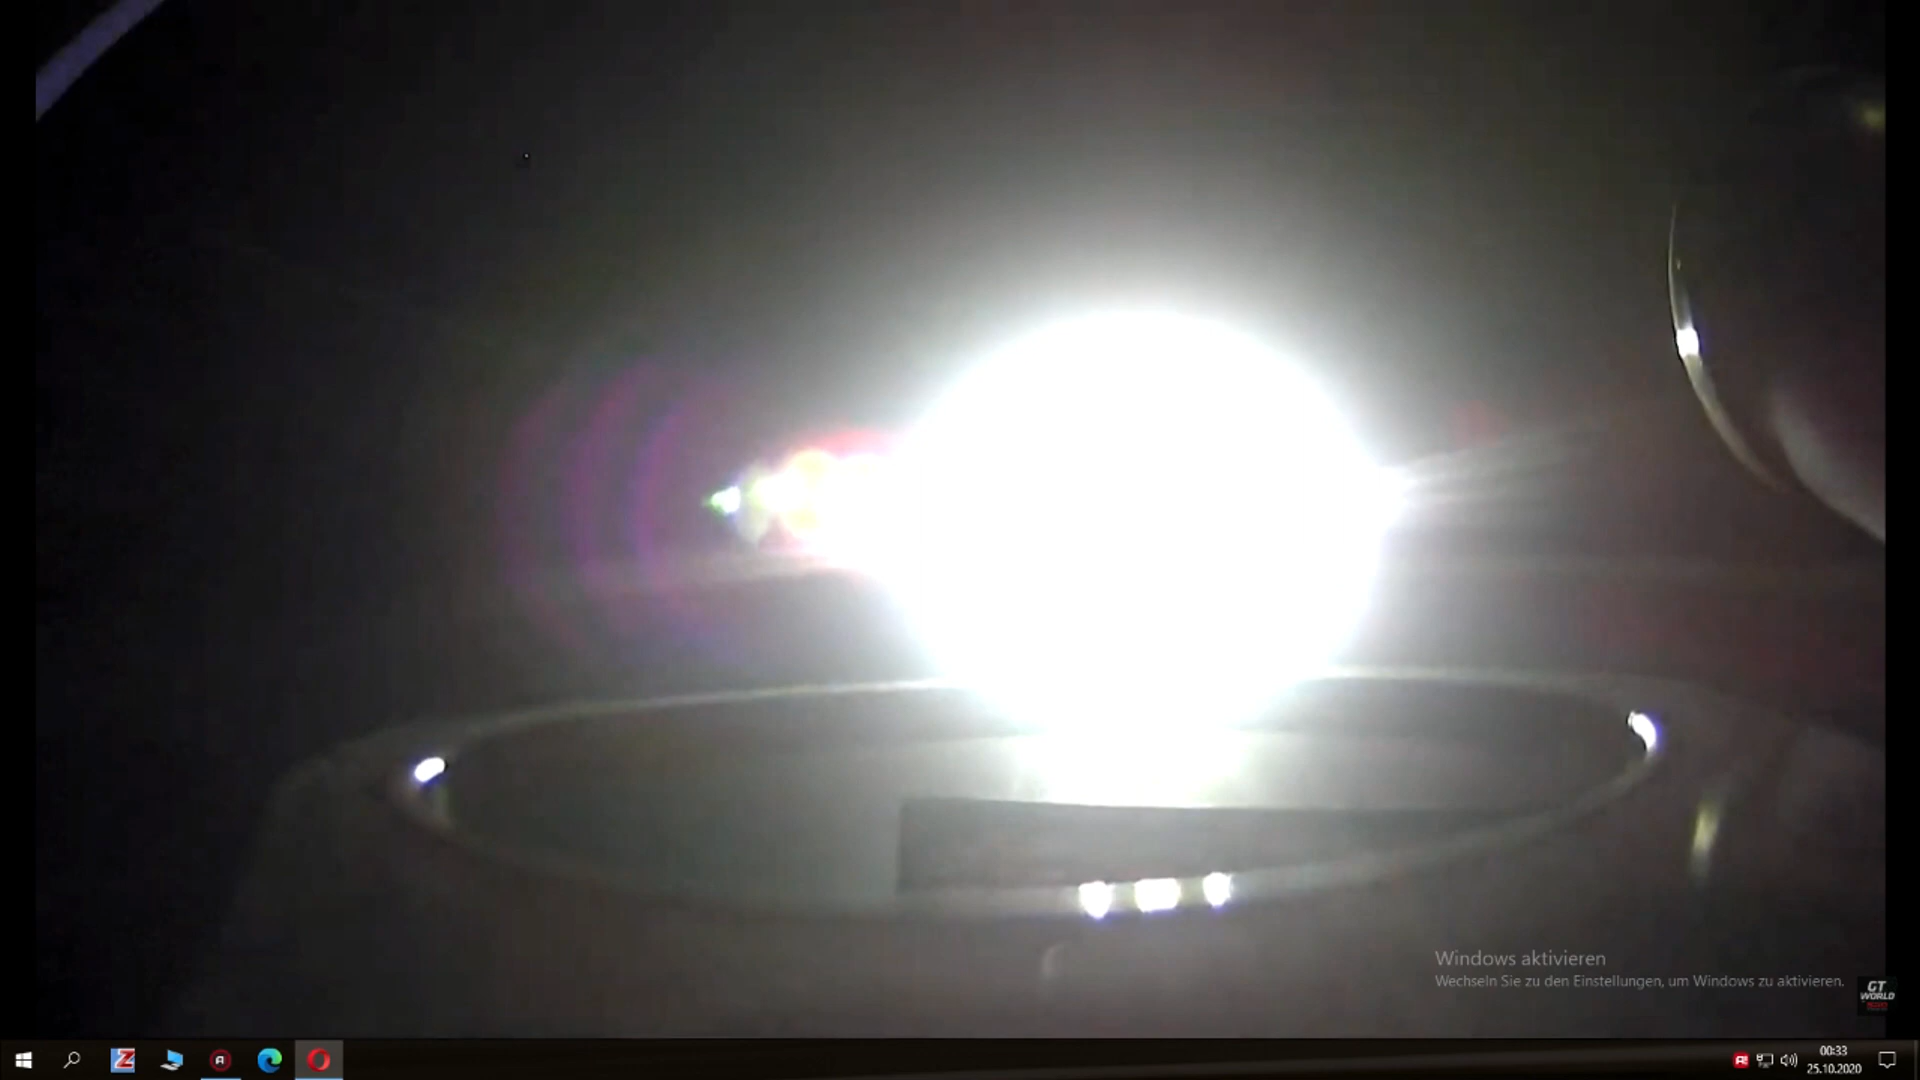 Windows aktivieren
Wechseln Sie zu den Einstellungen, um Windows zu aktivieren.
GT
WORLD
00:33
25.10.2020